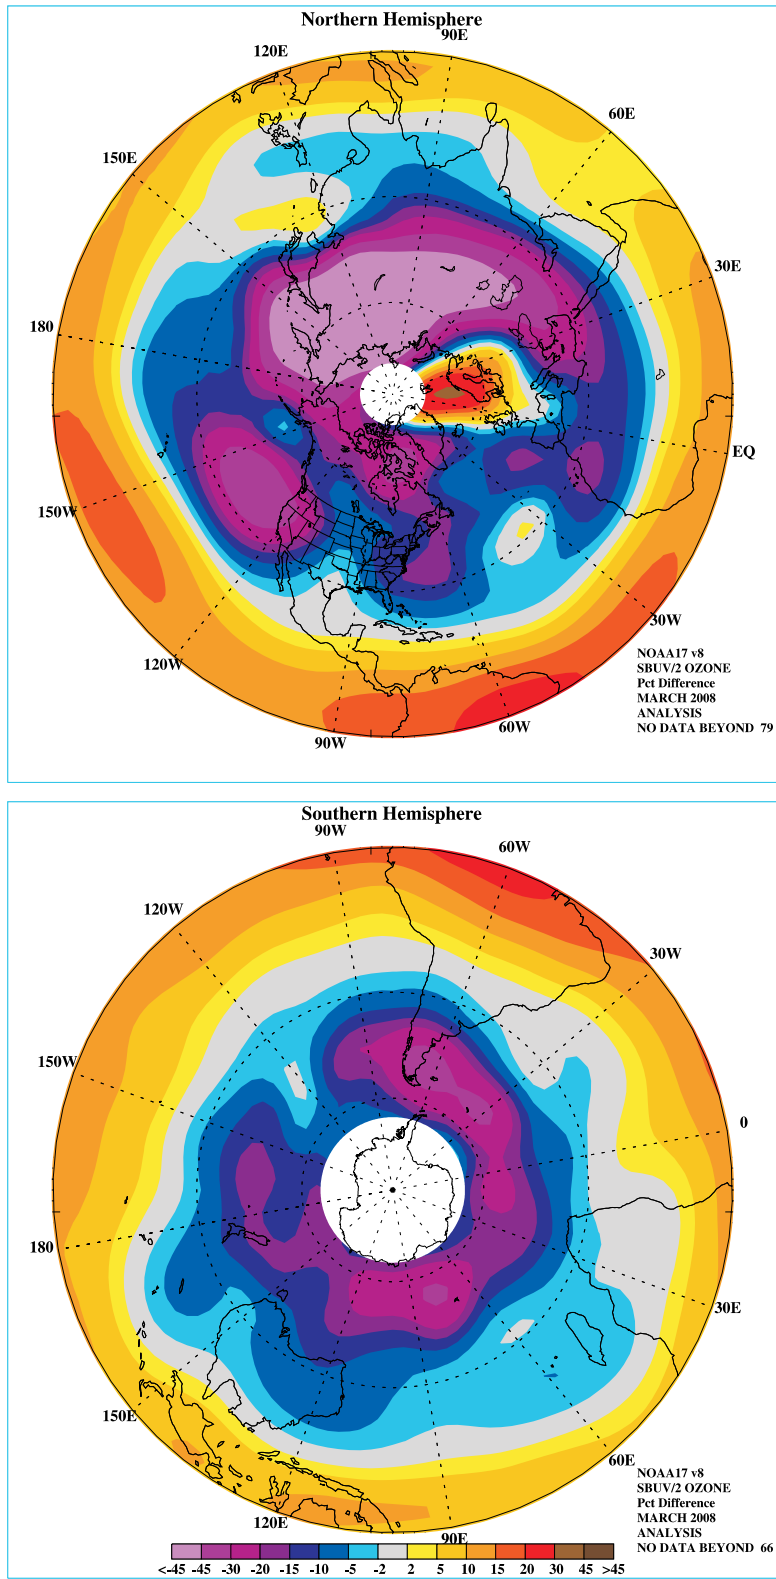 Northern Hemisphere
90E
120E
60E
150E
30E
180
EQ
150W
30W
120W
60W
90W
NOAA17 v8
SBUV/2 OZONE
Pct Difference
MARCH 2008
ANALYSIS
NO DATA BEYOND 79
Southern Hemisphere
90W
60W
120W
30W
150W
0
180
30E
150E
60E
120E
90E
NOAA17 v8
SBUV/2 OZONE
Pct Difference
MARCH 2008
ANALYSIS
NO DATA BEYOND 66
<-45 -45 -30 -20 -15 -10 -5 -2 2 5 10 15 20 30 45 >45